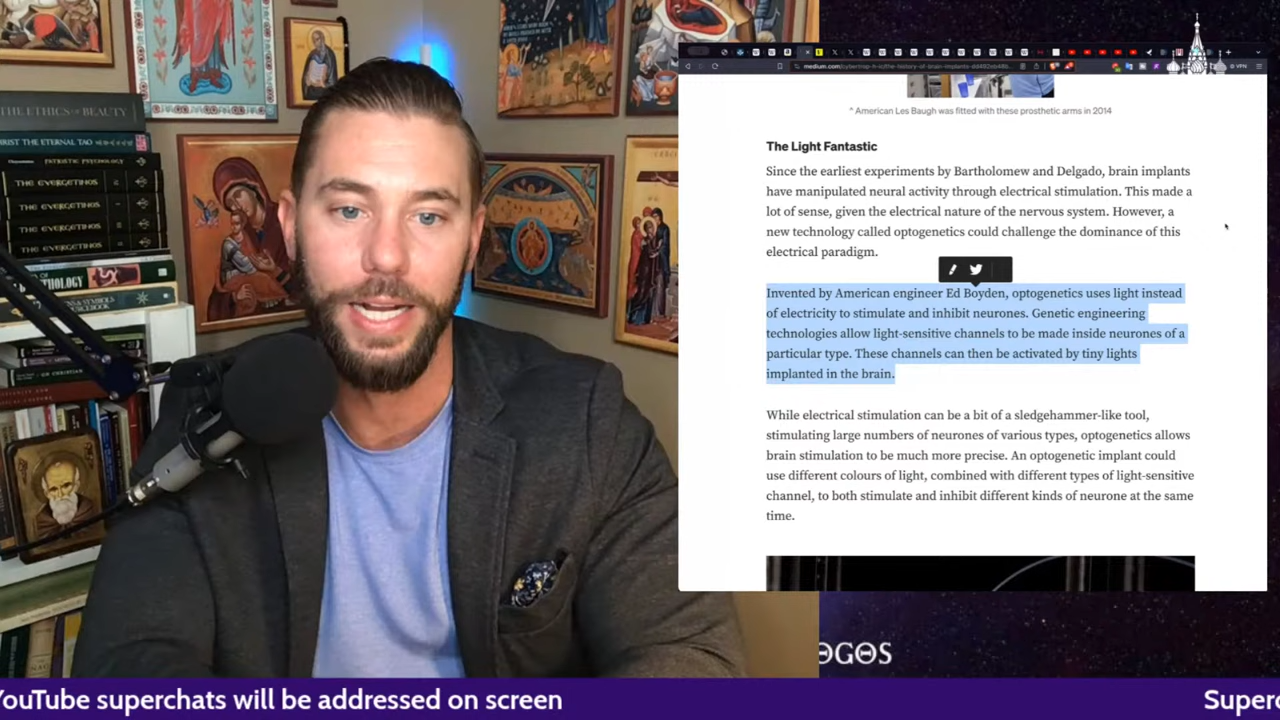 THE ETHICS OF BEAUTY
CHRIST THE ETERNAL TAO
PATRISTIC PSYCHOLOGY
THE EVERGETINOS
THE EVERGETINOS
THE EVERGETINOS
THE EVERGETINOS
^ American Les Baugh was fitted with these prosthetic arms in 2014
The Light Fantastic
Since the earliest experiments by Bartholomew and Delgado, brain implants
have manipulated neural activity through electrical stimulation. This made a
lot of sense, given the electrical nature of the nervous system. However, a
new technology called optogenetics could challenge the dominance of this
electrical paradigm.
Invented by American engineer Ed Boyden, optogenetics uses light instead
of electricity to stimulate and inhibit neurones. Genetic engineering
technologies allow light-sensitive channels to be made inside neurones of a
particular type. These channels can then be activated by tiny lights
implanted in the brain.
While electrical stimulation can be a bit of a sledgehammer-like tool,
stimulating large numbers of neurones of various types, optogenetics allows
brain stimulation to be much more precise. An optogenetic implant could
use different colours of light, combined with different types of light-sensitive
channel, to both stimulate and inhibit different kinds of neurone at the same
time.
OGOS
YouTube superchats will be addressed on screen
Superc